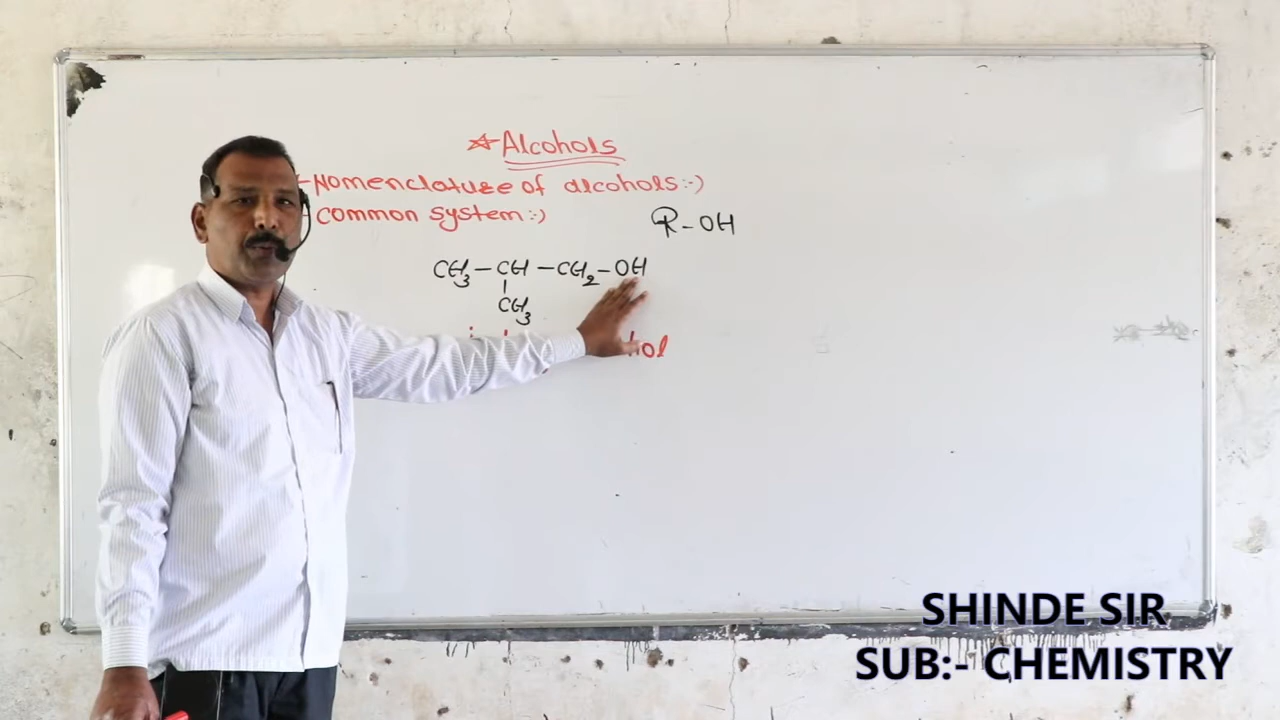 ☆Alcohols
Nomenclature of alcohols:-)
common system:-)
R-OH
CH3-CH-CH2-OH
|
CH3
SHINDE SIR
SUB:- CHEMISTRY